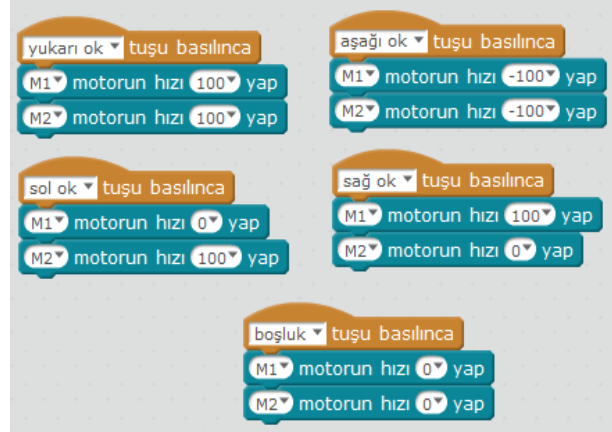 yukarı ok tuşu basılınca
M1 motorun hızı 100 yap
M2 motorun hızı 100 yap
aşağı ok tuşu basılınca
M1 motorun hızı -100 yap
M2 motorun hızı -100 yap
sol ok tuşu basılınca
M1 motorun hızı 0 yap
M2 motorun hızı 100 yap
sağ ok tuşu basılınca
M1 motorun hızı 100 yap
M2 motorun hızı 0 yap
boşluk tuşu basılınca
M1 motorun hızı 0 yap
M2 motorun hızı 0 yap